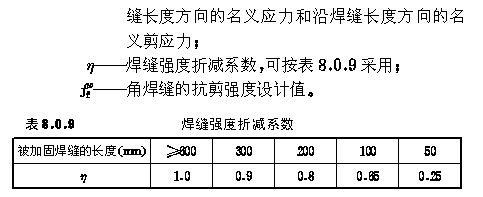 缝长度方向的名义应力和沿焊缝长度方向的名
义剪应力；
η——焊缝强度折减系数，可按表8.0.9采用；
f_f^w——角焊缝的抗剪强度设计值。
表8.0.9 焊缝强度折减系数
被加固焊缝的长度(mm) ≥600 300 200 100 50
η 1.0 0.9 0.8 0.65 0.25